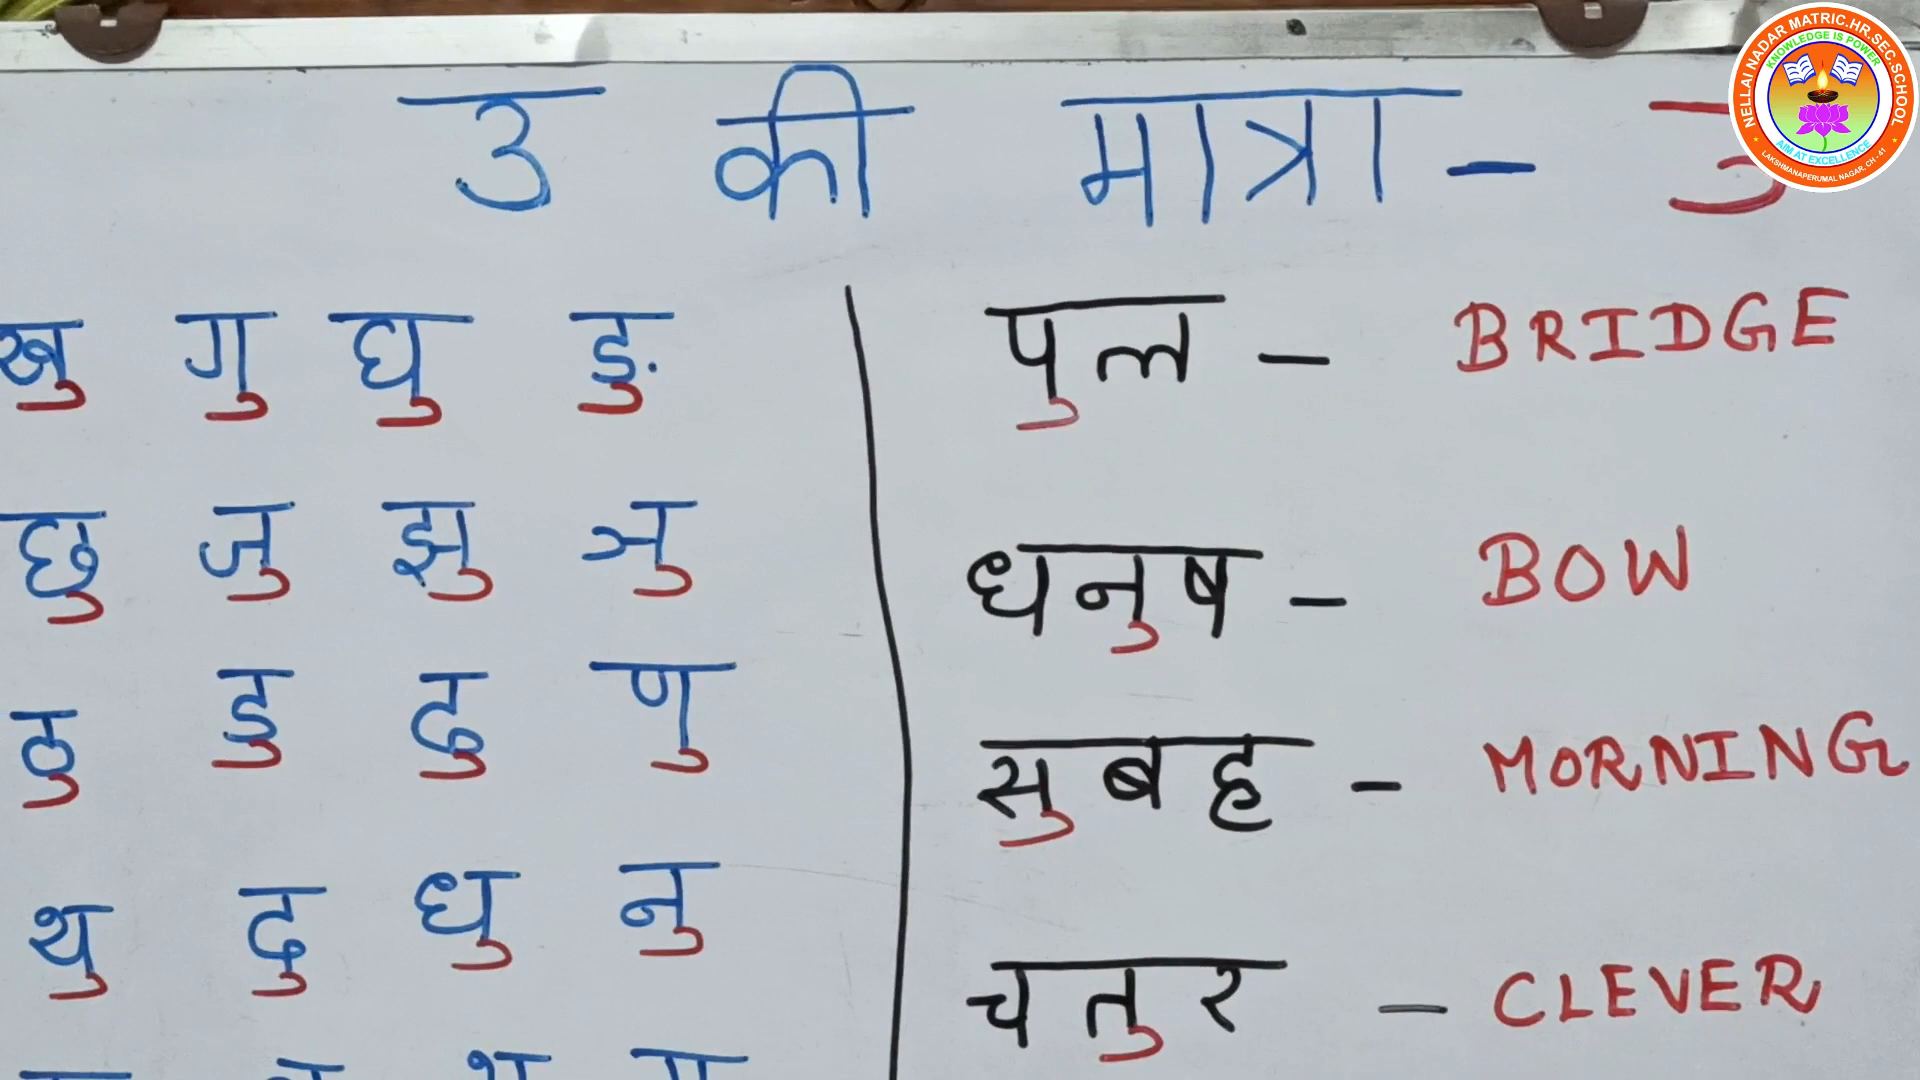 उ की मात्रा -
खु गु घु ङु
छु जु झु ञु
ठु डु ढु णु
थु दु धु नु
पुल - BRIDGE
धनुष - BOW
सुबह - MORNING
चतुर - CLEVER
NELLAI NADAR MATRIC.HR.SEC.SCHOOL
KNOWLEDGE IS POWER
AIM AT EXCELLENCE
LAKSHMANAPERUMAL NAGAR, CH - 41